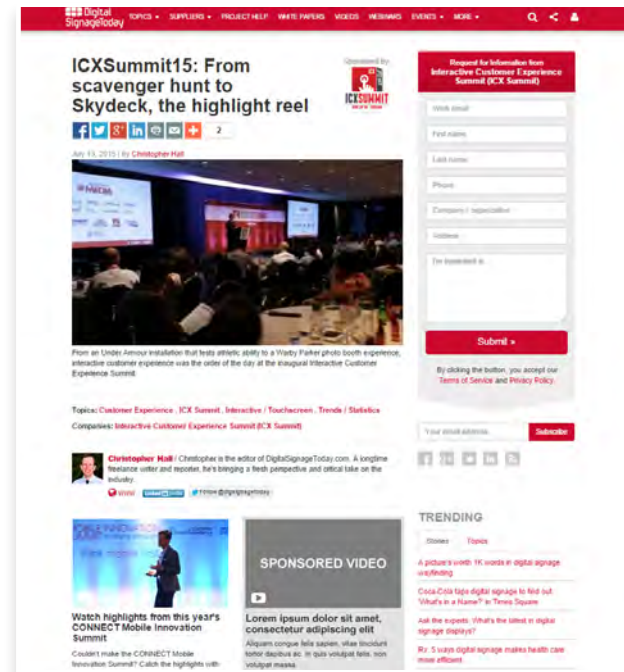 Digital
SignageToday
TOPICS
SUPPLIERS
PROJECT HELP
WHITE PAPERS
VIDEOS
WEBINARS
EVENTS
MORE
ICXSummit15: From
scavenger hunt to
Skydeck, the highlight reel
Sponsored by
ICXSUMMIT
2
July 13, 2015 | by Christopher Hall
From an Under Armour installation that tests athletic ability to a Warby Parker photo booth experience,
interactive customer experience was the order of the day at the inaugural Interactive Customer
Experience Summit.
Topics: Customer Experience , ICX Summit , Interactive / Touchscreen , Trends / Statistics
Companies: Interactive Customer Experience Summit (ICX Summit)
Christopher Hall / Christopher is the editor of DigitalSignageToday.com. A longtime
freelance writer and reporter, he's bringing a fresh perspective and critical take on the
industry.
www
Follow @digsignagetoday
Watch highlights from this year's
CONNECT Mobile Innovation
Summit
Couldn't make the CONNECT Mobile
Innovation Summit? Catch the highlights with
SPONSORED VIDEO
Lorem ipsum dolor sit amet,
consectetur adipiscing elit
Aliquam congue felis sapien, vitae tincidunt
tortor dapibus ac. In quis volutpat felis, non
volutpat massa.
Request for Information from
Interactive Customer Experience
Summit (ICX Summit)
Work email
First name
Last name
Phone
Company / organization
Address
I'm interested in
Submit »
By clicking the button, you accept our
Terms of Service and Privacy Policy.
Your email address
Subscribe
TRENDING
Stories
Topics
A picture's worth 1K words in digital signage
wayfinding
Coca-Cola taps digital signage to find out
'What's in a Name?' in Times Square
Ask the experts: What's the latest in digital
signage displays?
Rx: 5 ways digital signage makes health care
more efficient